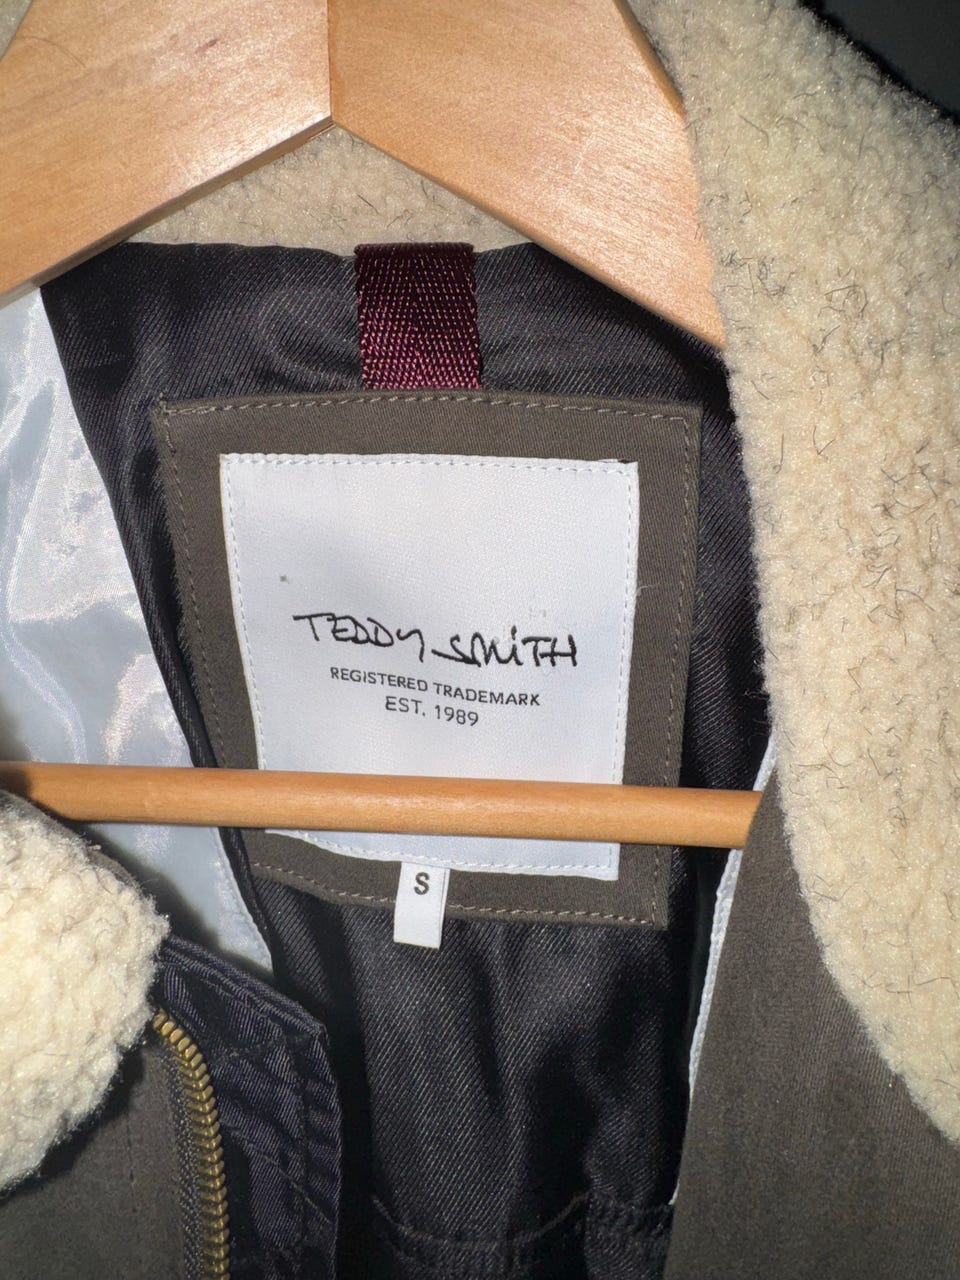 TEDDY SMiTH
REGISTERED TRADEMARK
EST. 1989
S